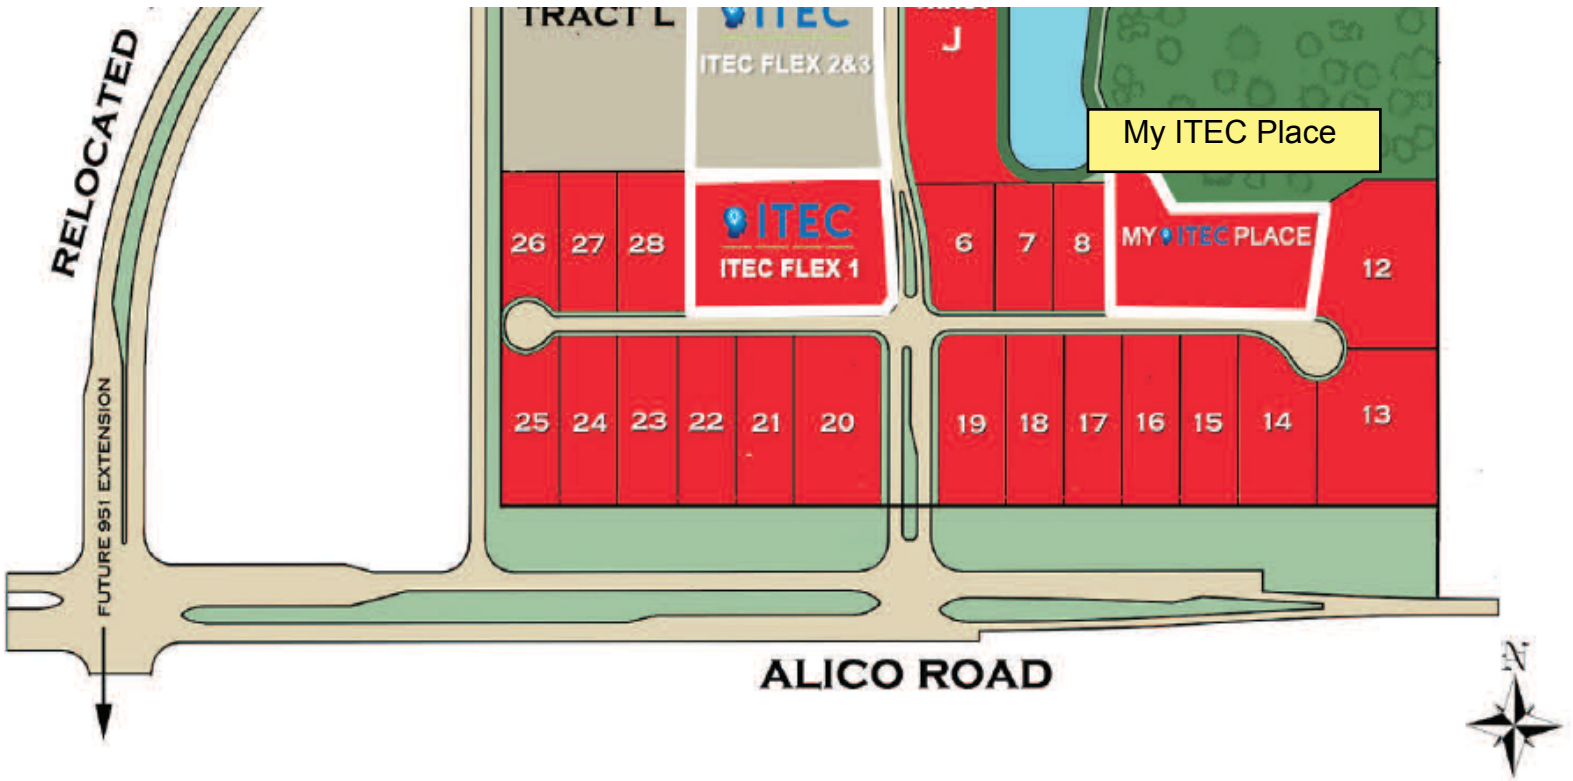 TRACT L
ITEC
ITEC FLEX 2&3
J
RELOCATED
My ITEC Place
26 27 28
ITEC
ITEC FLEX 1
6 7 8
MY ITEC PLACE
12
25 24 23 22 21 20
19 18 17 16 15 14 13
FUTURE 951 EXTENSION
ALICO ROAD
N